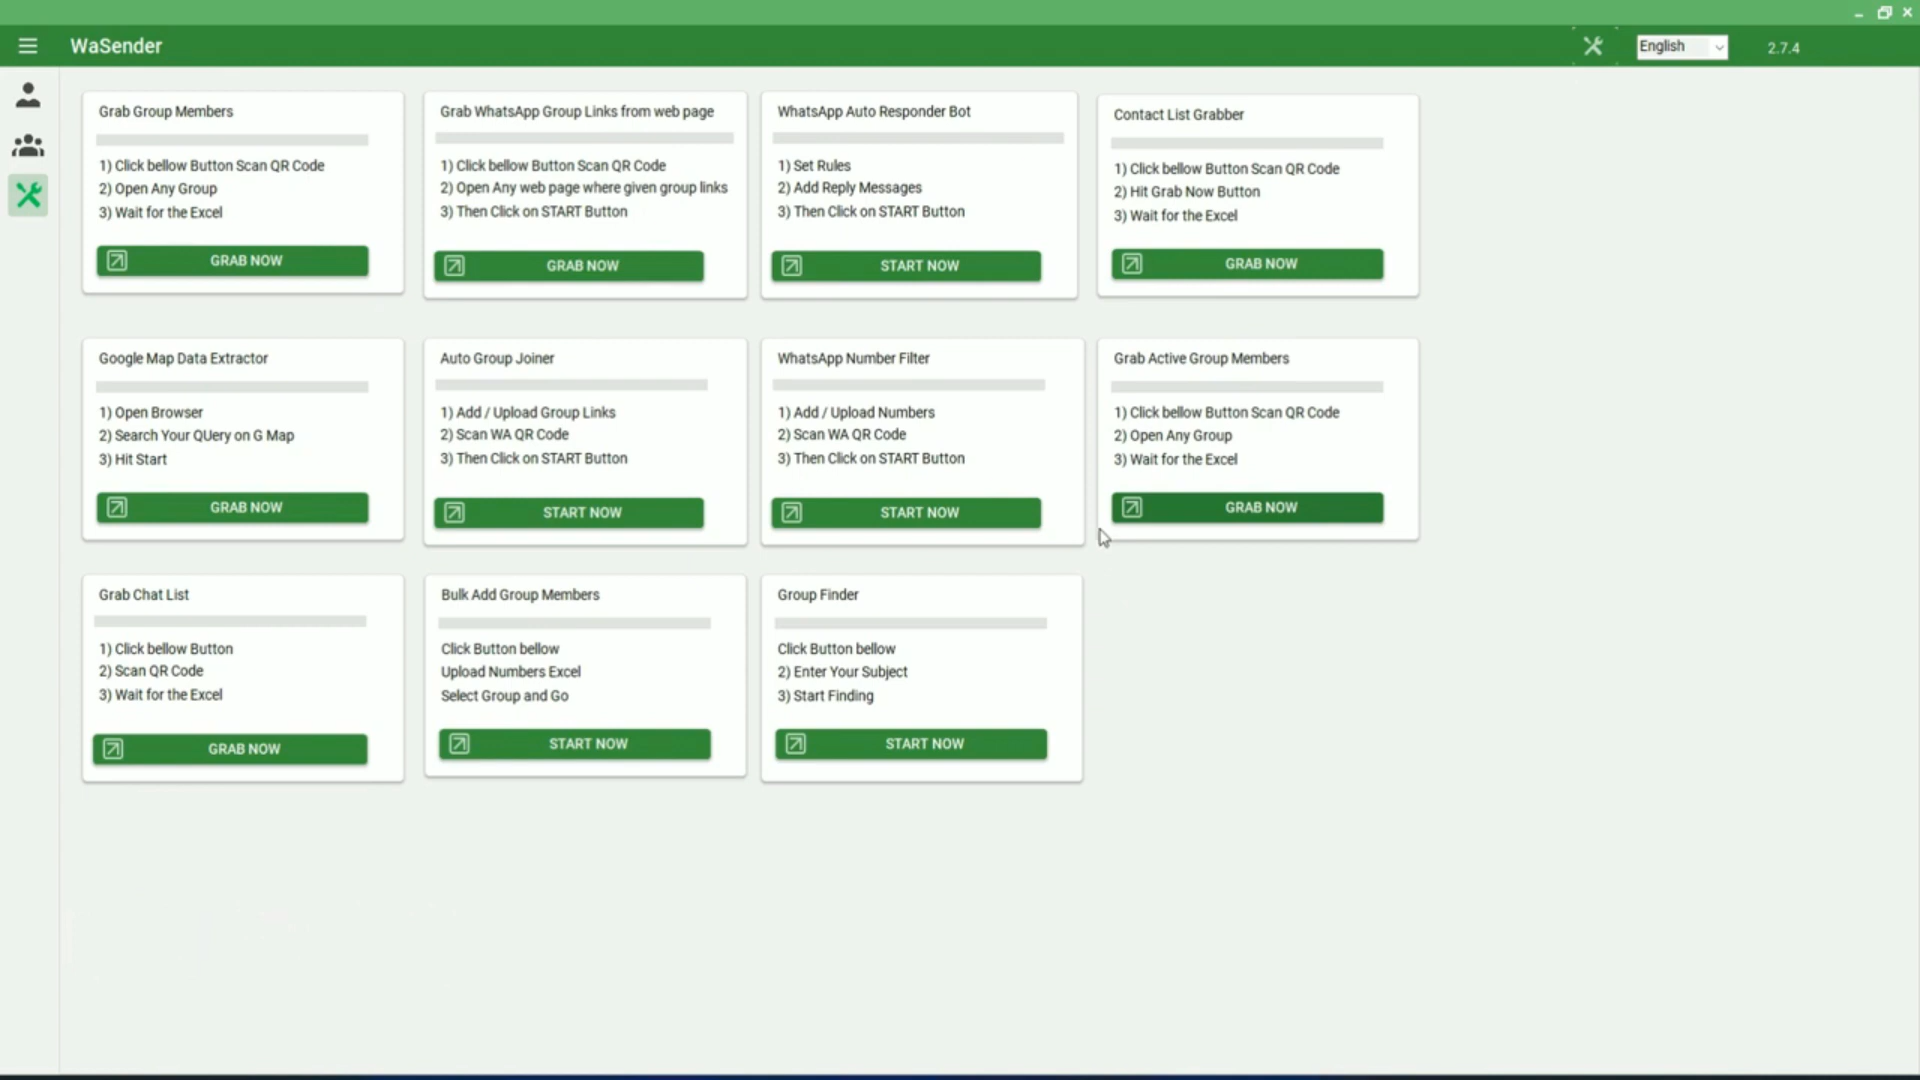 WaSender
English
2.7.4
Grab Group Members
1) Click bellow Button Scan QR Code
2) Open Any Group
3) Wait for the Excel
GRAB NOW
Grab WhatsApp Group Links from web page
1) Click bellow Button Scan QR Code
2) Open Any web page where given group links
3) Then Click on START Button
GRAB NOW
WhatsApp Auto Responder Bot
1) Set Rules
2) Add Reply Messages
3) Then Click on START Button
START NOW
Contact List Grabber
1) Click bellow Button Scan QR Code
2) Hit Grab Now Button
3) Wait for the Excel
GRAB NOW
Google Map Data Extractor
1) Open Browser
2) Search Your QUery on G Map
3) Hit Start
GRAB NOW
Auto Group Joiner
1) Add / Upload Group Links
2) Scan WA QR Code
3) Then Click on START Button
START NOW
WhatsApp Number Filter
1) Add / Upload Numbers
2) Scan WA QR Code
3) Then Click on START Button
START NOW
Grab Active Group Members
1) Click bellow Button Scan QR Code
2) Open Any Group
3) Wait for the Excel
GRAB NOW
Grab Chat List
1) Click bellow Button
2) Scan QR Code
3) Wait for the Excel
GRAB NOW
Bulk Add Group Members
Click Button bellow
Upload Numbers Excel
Select Group and Go
START NOW
Group Finder
Click Button bellow
2) Enter Your Subject
3) Start Finding
START NOW